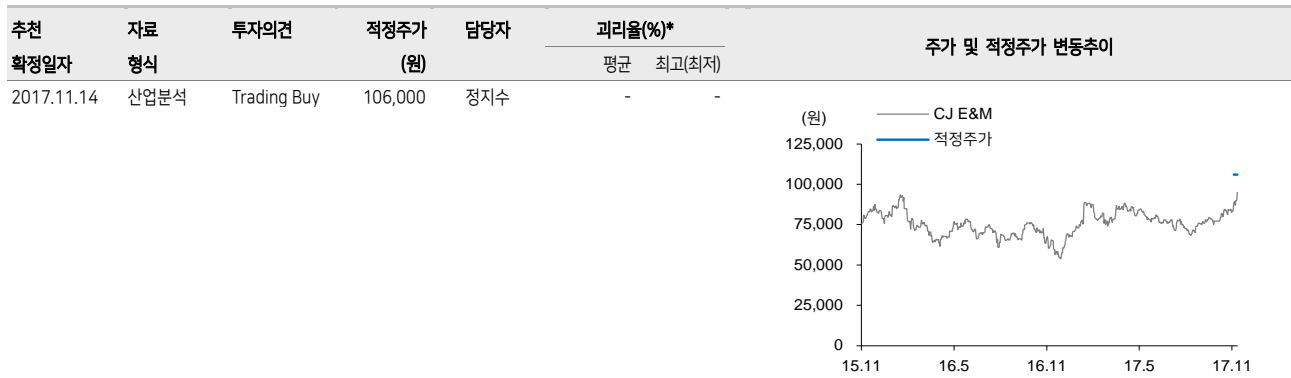 추천 자료 투자의견 적정주가 담당자 괴리율(%)* 주가 및 적정주가 변동추이
확정일자 형식 (원) 평균 최고(최저)
2017.11.14 산업분석 Trading Buy 106,000 정지수 - -
(원)
CJ E&M
적정주가
125,000
100,000
75,000
50,000
25,000
0
15.11 16.5 16.11 17.5 17.11